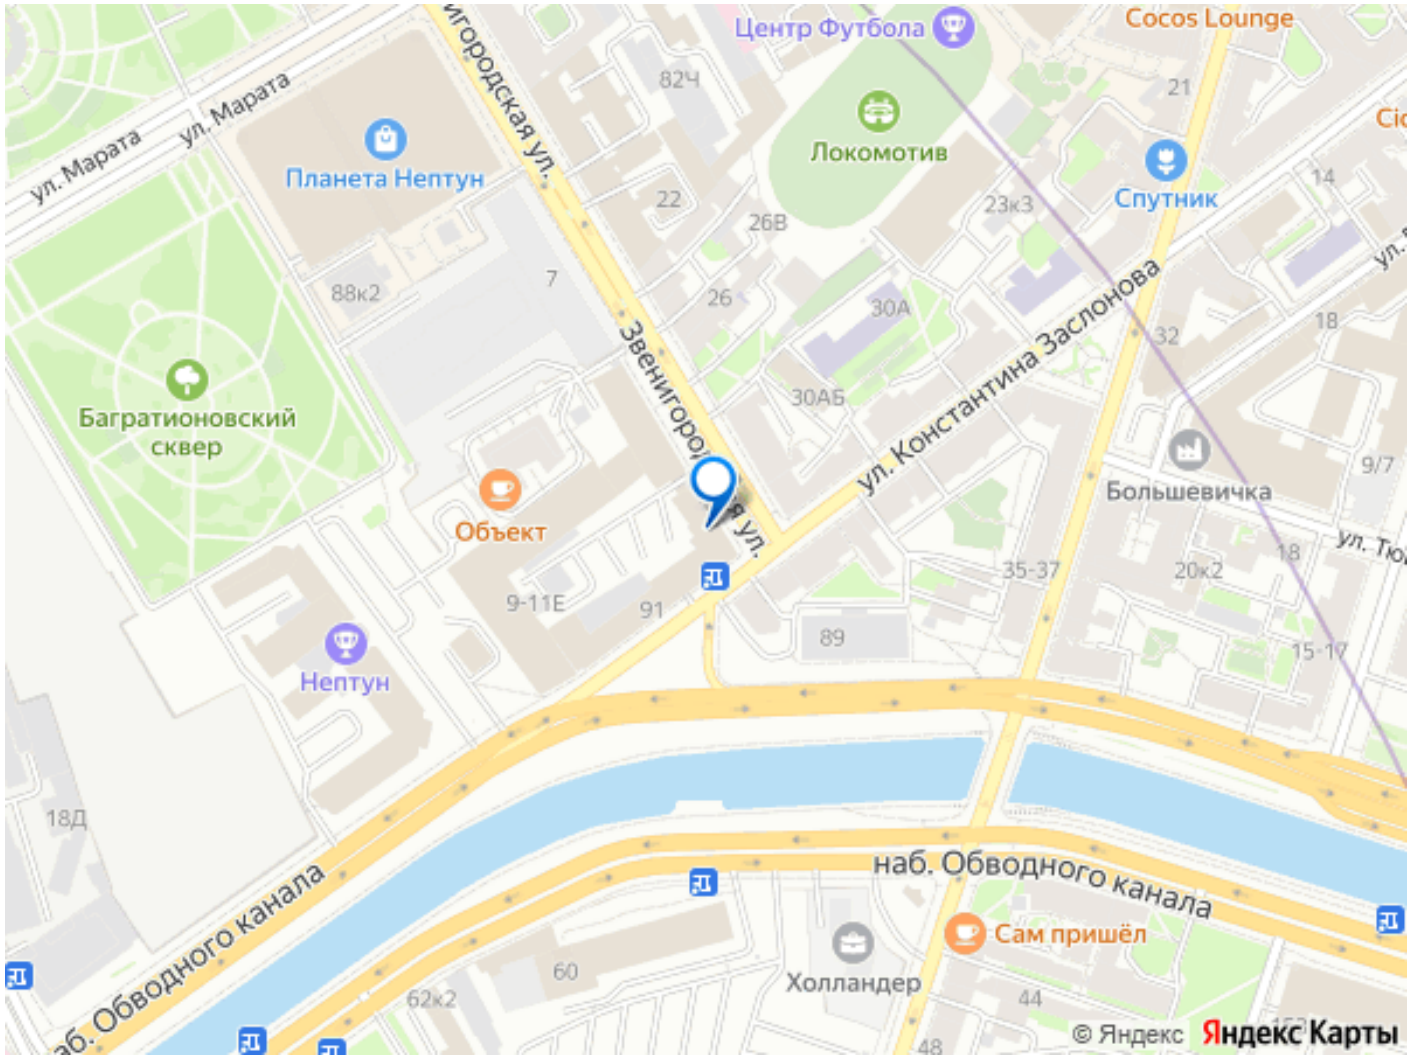 Центр Футбола
Cocos Lounge
82Ч
21
ул. Марата
ул. Марата
Звенигородская ул.
Планета Нептун
Локомотив
Спутник
14
22
26В
23к3
7
88к2
26
30А
18
32
Звенигородская ул.
ул. Константина Заслонова
30АБ
Багратионовский
сквер
9/7
Большевичка
Объект
18
20к2
35-37
9-11Е
91
89
15-17
Нептун
18Д
наб. Обводного канала
наб. Обводного канала
Сам пришёл
Холландер
60
62к2
44
48
© Яндекс Яндекс Карты